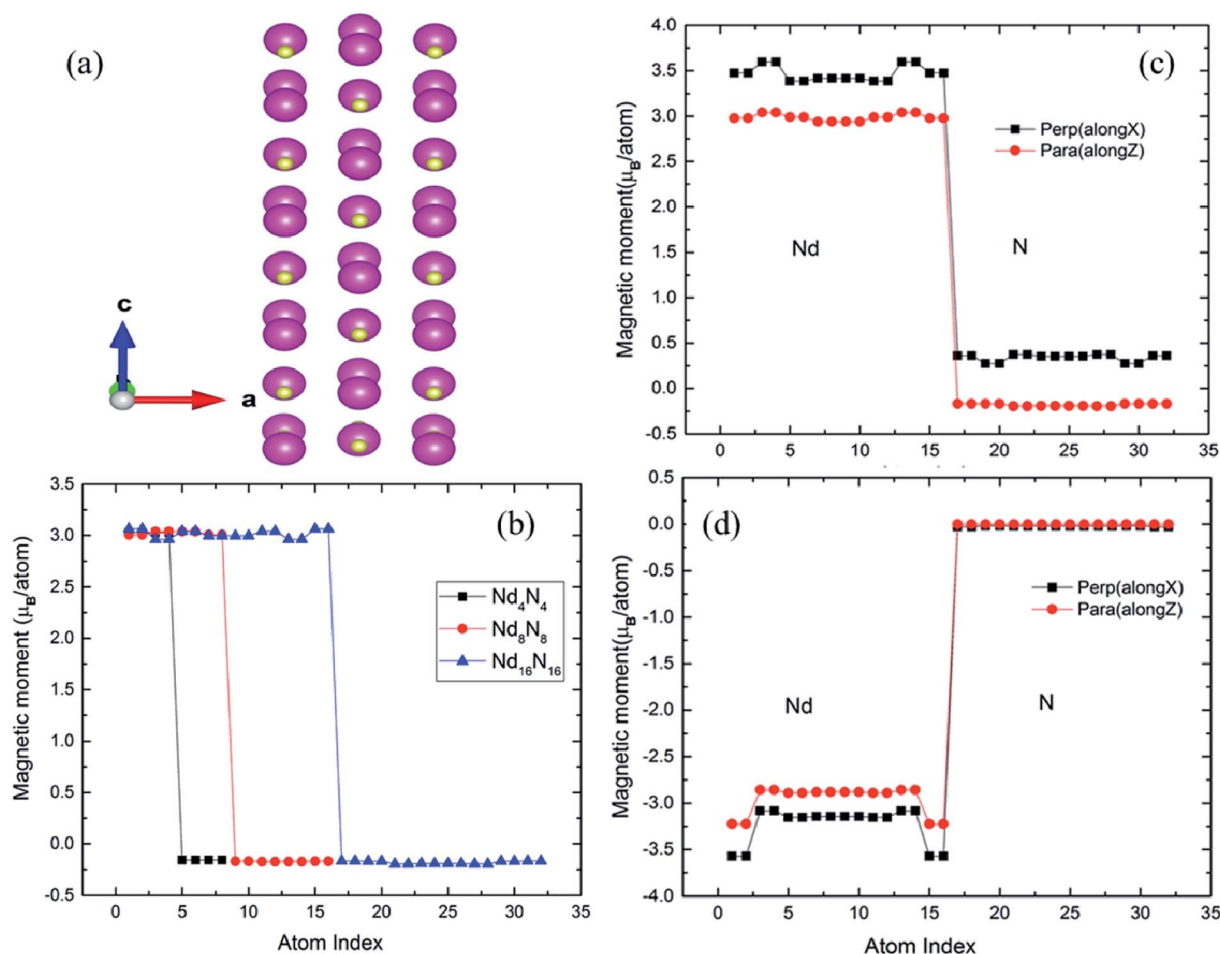 (a)
c
b
a
Magnetic moment(μB/atom)
4.0
3.5
3.0
2.5
2.0
1.5
1.0
0.5
0.0
-0.5
0 5 10 15 20 25 30 35
(c)
Perp(alongX)
Para(alongZ)
Nd
N
Magnetic moment (μB/atom)
3.5
3.0
2.5
2.0
1.5
1.0
0.5
0.0
-0.5
0 5 10 15 20 25 30 35
Atom Index
(b)
Nd4N4
Nd8N8
Nd16N16
Magnetic moment(μB/atom)
0.5
0.0
-0.5
-1.0
-1.5
-2.0
-2.5
-3.0
-3.5
-4.0
0 5 10 15 20 25 30 35
Atom Index
(d)
Perp(alongX)
Para(alongZ)
Nd
N